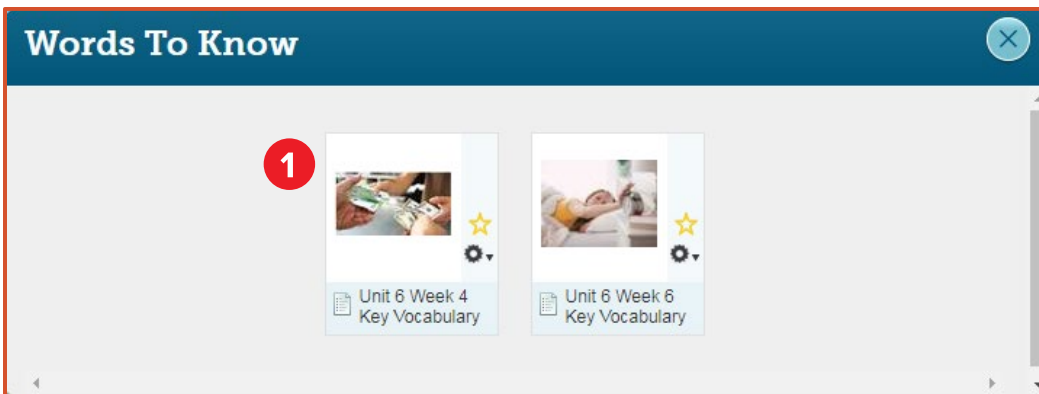 Words To Know
1
Unit 6 Week 4
Key Vocabulary
Unit 6 Week 6
Key Vocabulary